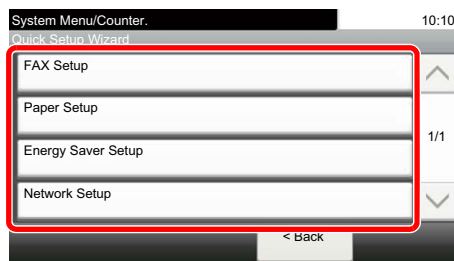 System Menu/Counter.
10:10
Quick Setup Wizard
FAX Setup
Paper Setup
1/1
Energy Saver Setup
Network Setup
< Back